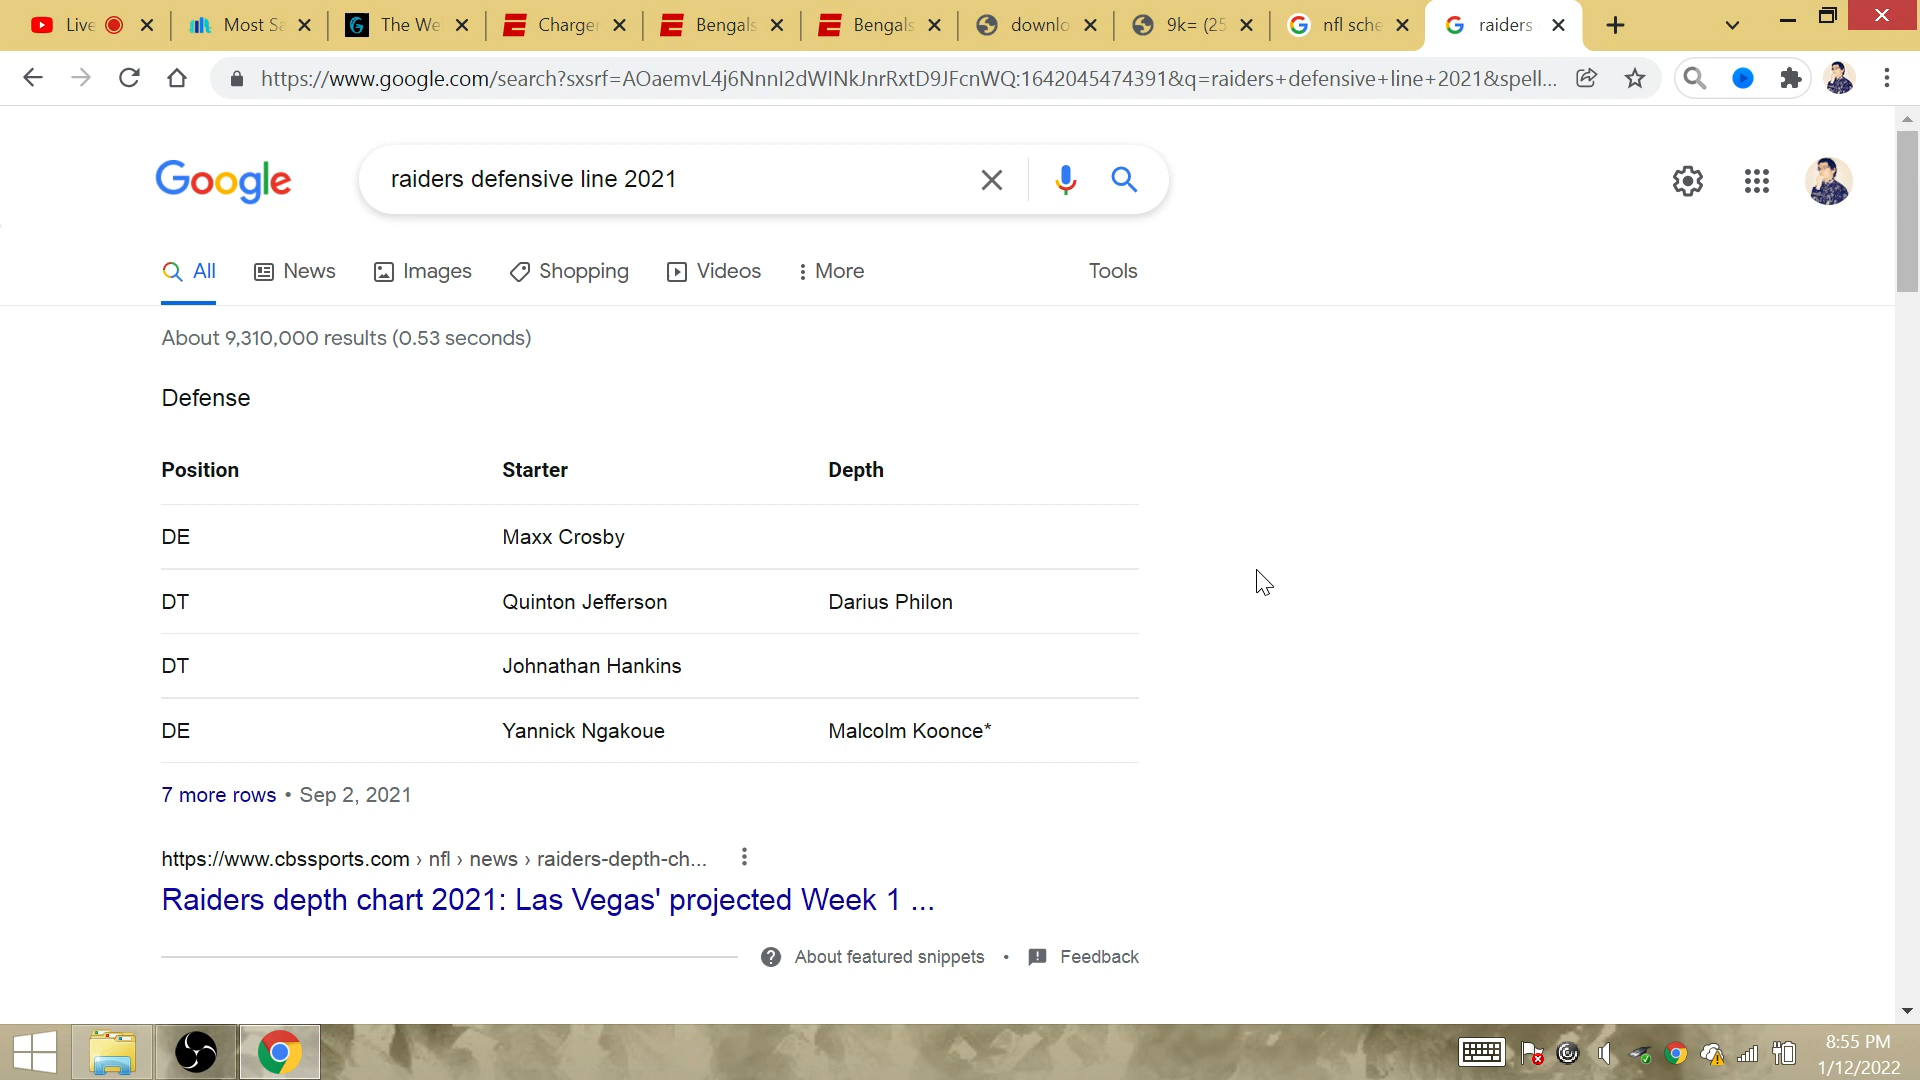 Live
Most Sa
The We
Charger
Bengals
Bengals
downlo
9k= (25
nfl sche
raiders
https://www.google.com/search?sxsrf=AOaemvL4j6NnnI2dWINkJnrRxtD9JFcnWQ:1642045474391&q=raiders+defensive+line+2021&spell...
Google
raiders defensive line 2021
All
News
Images
Shopping
Videos
More
Tools
About 9,310,000 results (0.53 seconds)
Defense
Position Starter Depth
DE Maxx Crosby
DT Quinton Jefferson Darius Philon
DT Johnathan Hankins
DE Yannick Ngakoue Malcolm Koonce*
7 more rows • Sep 2, 2021
https://www.cbssports.com › nfl › news › raiders-depth-ch...
Raiders depth chart 2021: Las Vegas' projected Week 1 ...
About featured snippets • Feedback
8:55 PM
1/12/2022